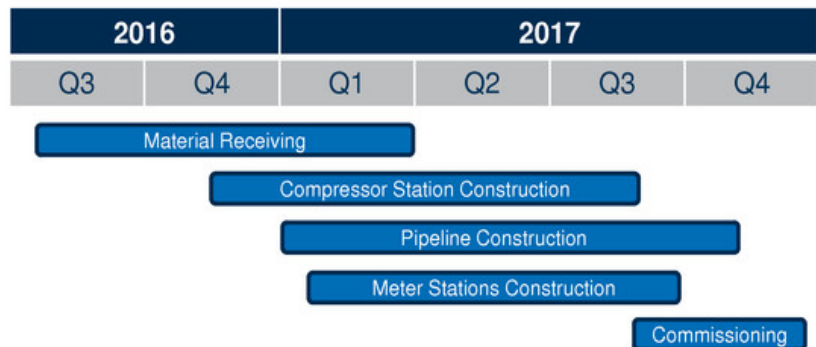 2016 2017
Q3 Q4 Q1 Q2 Q3 Q4
Material Receiving
Compressor Station Construction
Pipeline Construction
Meter Stations Construction
Commissioning